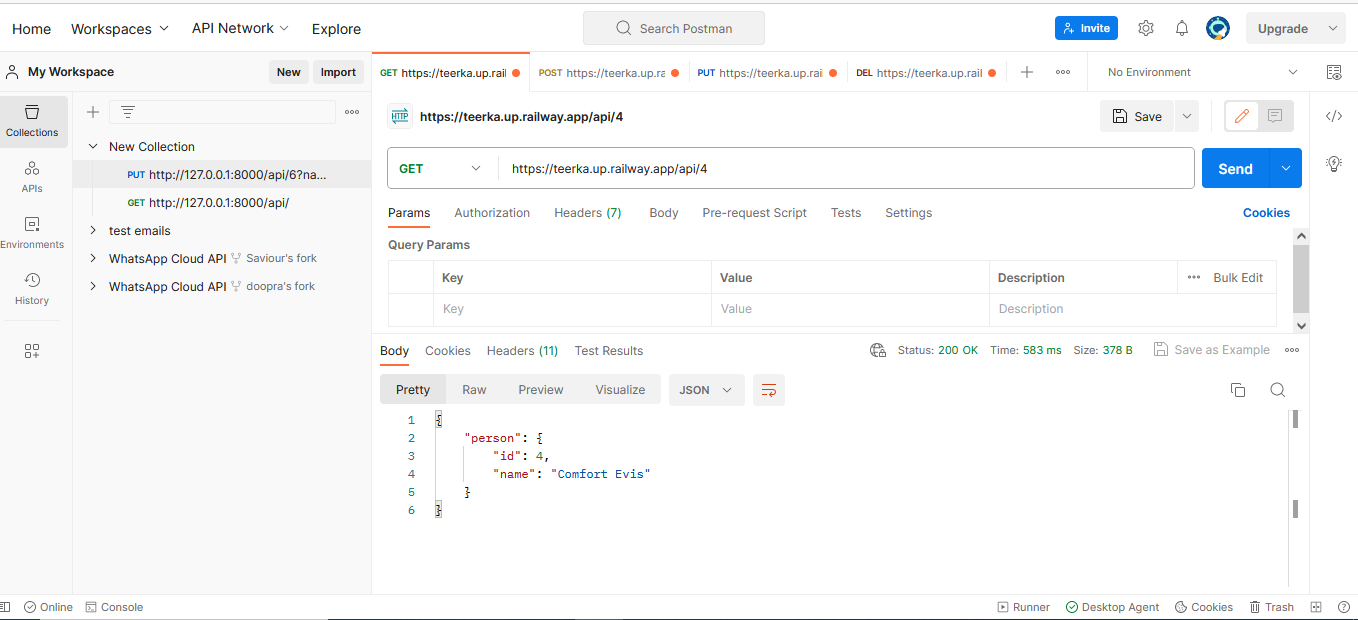 Home Workspaces API Network Explore Search Postman Invite Upgrade
My Workspace New Import
GET https://teerka.up.rail POST https://teerka.up.ra PUT https://teerka.up.rail DEL https://teerka.up.rail No Environment
Collections
APIs
Environments
History
New Collection
PUT http://127.0.0.1:8000/api/6?na...
GET http://127.0.0.1:8000/api/
test emails
WhatsApp Cloud API Saviour's fork
WhatsApp Cloud API doopra's fork
HTTP https://teerka.up.railway.app/api/4 Save
GET https://teerka.up.railway.app/api/4 Send
Params Authorization Headers (7) Body Pre-request Script Tests Settings Cookies
Query Params
Key Value Description Bulk Edit
Key Value Description
Body Cookies Headers (11) Test Results Status: 200 OK Time: 583 ms Size: 378 B Save as Example
Pretty Raw Preview Visualize JSON
1 {
2 "person": {
3 "id": 4,
4 "name": "Comfort Evis"
5 }
6 }
Online Console Runner Desktop Agent Cookies Trash